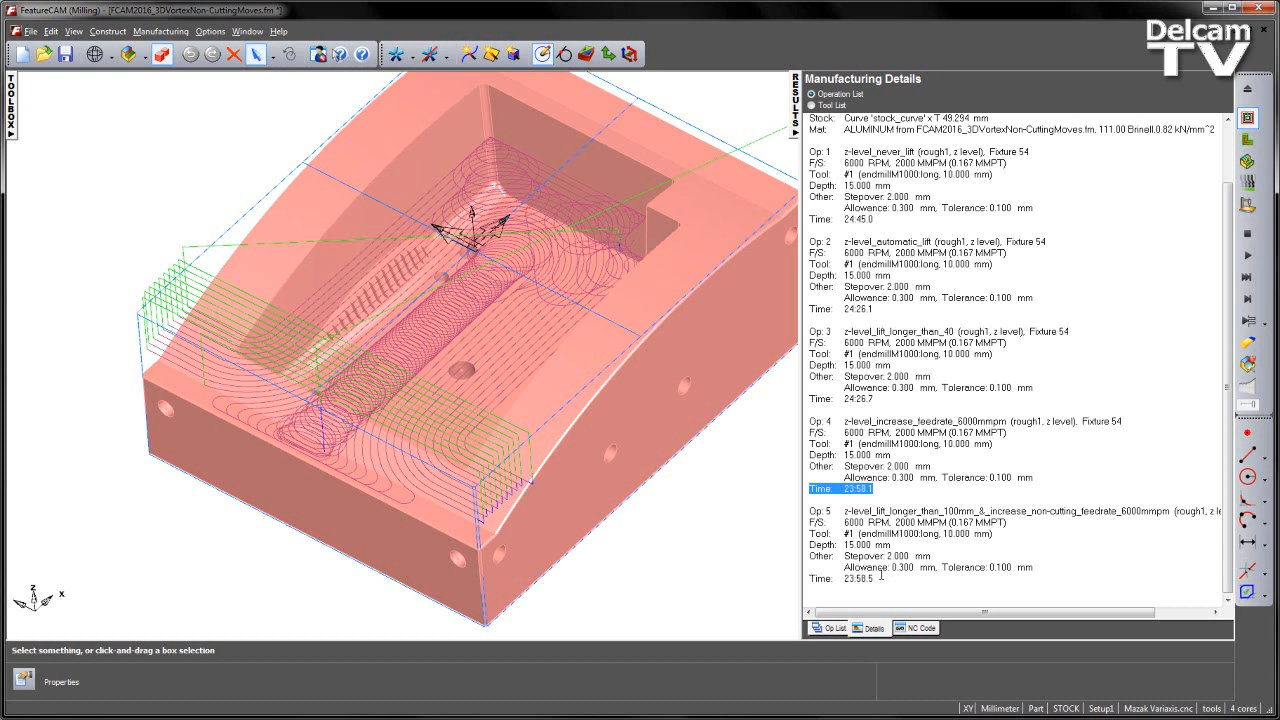 FeatureCAM (Milling) - [FCAM2016_3DVortexNon-CuttingMoves.fm *]
File Edit View Construct Manufacturing Options Window Help
Delcam
TV
TOOLBOX
RESULTS
Manufacturing Details
Operation List
Tool List
Stock: Curve 'stock_curve' x T 49.294 mm
Mat: ALUMINUM from FCAM2016_3DVortexNon-CuttingMoves.fm, 111.00 Brinell,0.82 kN/mm^2
Op: 1 z-level_never_lift (rough1, z level), Fixture 54
F/S: 6000 RPM, 2000 MMPM (0.167 MMPT)
Tool: #1 (endmillM1000:long, 10.000 mm)
Depth: 15.000 mm
Other: Stepover: 2.000 mm
Allowance: 0.300 mm, Tolerance: 0.100 mm
Time: 24:45.0
Op: 2 z-level_automatic_lift (rough1, z level), Fixture 54
F/S: 6000 RPM, 2000 MMPM (0.167 MMPT)
Tool: #1 (endmillM1000:long, 10.000 mm)
Depth: 15.000 mm
Other: Stepover: 2.000 mm
Allowance: 0.300 mm, Tolerance: 0.100 mm
Time: 24:26.1
Op: 3 z-level_lift_longer_than_40 (rough1, z level), Fixture 54
F/S: 6000 RPM, 2000 MMPM (0.167 MMPT)
Tool: #1 (endmillM1000:long, 10.000 mm)
Depth: 15.000 mm
Other: Stepover: 2.000 mm
Allowance: 0.300 mm, Tolerance: 0.100 mm
Time: 24:26.7
Op: 4 z-level_increase_feedrate_6000mmpm (rough1, z level), Fixture 54
F/S: 6000 RPM, 2000 MMPM (0.167 MMPT)
Tool: #1 (endmillM1000:long, 10.000 mm)
Depth: 15.000 mm
Other: Stepover: 2.000 mm
Allowance: 0.300 mm, Tolerance: 0.100 mm
Time: 23:58.1
Op: 5 z-level_lift_longer_than_100mm_&_increase_non-cutting_feedrate_6000mmpm (rough1, z le
F/S: 6000 RPM, 2000 MMPM (0.167 MMPT)
Tool: #1 (endmillM1000:long, 10.000 mm)
Depth: 15.000 mm
Other: Stepover: 2.000 mm
Allowance: 0.300 mm, Tolerance: 0.100 mm
Time: 23:58.5
Z
X
Op List Details NC Code
Select something, or click-and-drag a box selection
Properties
XY Millimeter Part STOCK Setup1 Mazak Variaxis.cnc tools 4 cores